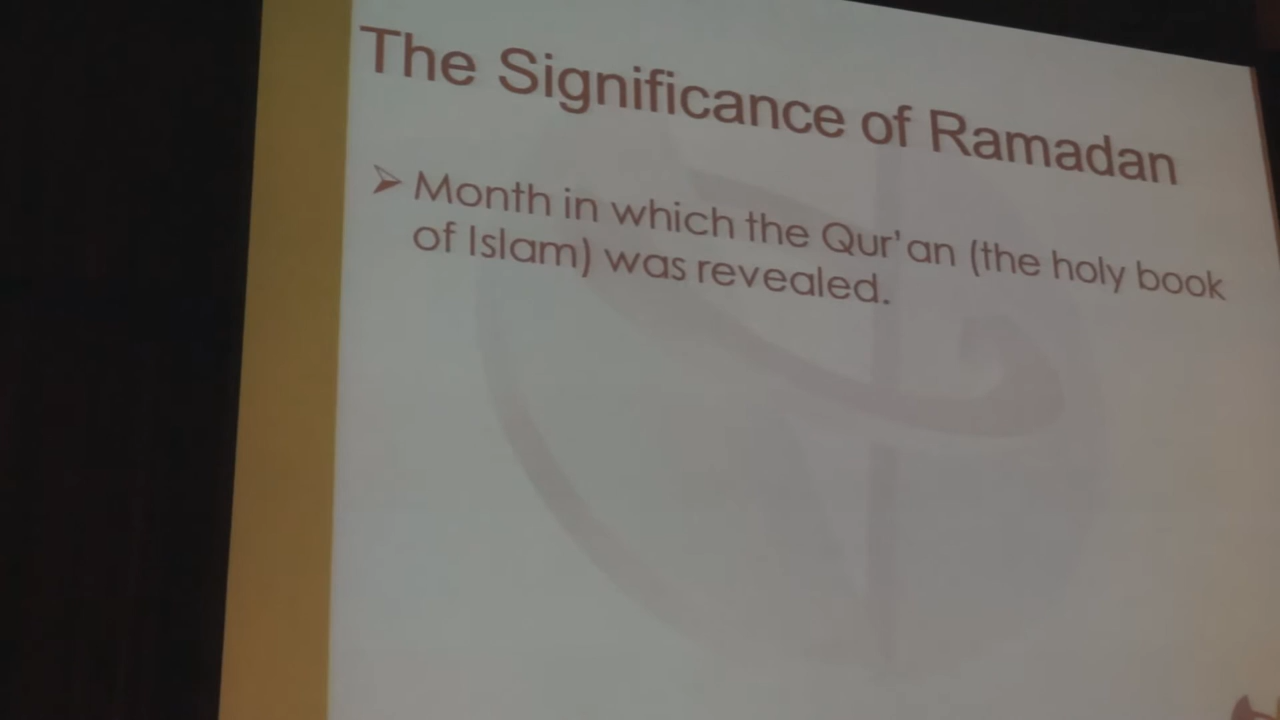 The Significance of Ramadan
➢ Month in which the Qur'an (the holy book
of Islam) was revealed.